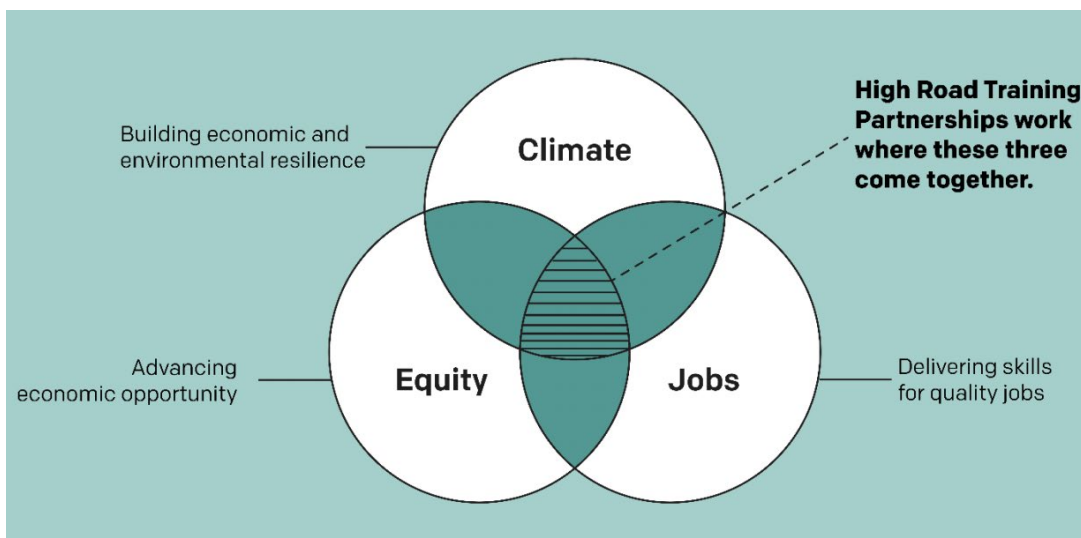 Building economic and
environmental resilience
Climate
High Road Training
Partnerships work
where these three
come together.
Advancing
economic opportunity
Equity
Jobs
Delivering skills
for quality jobs